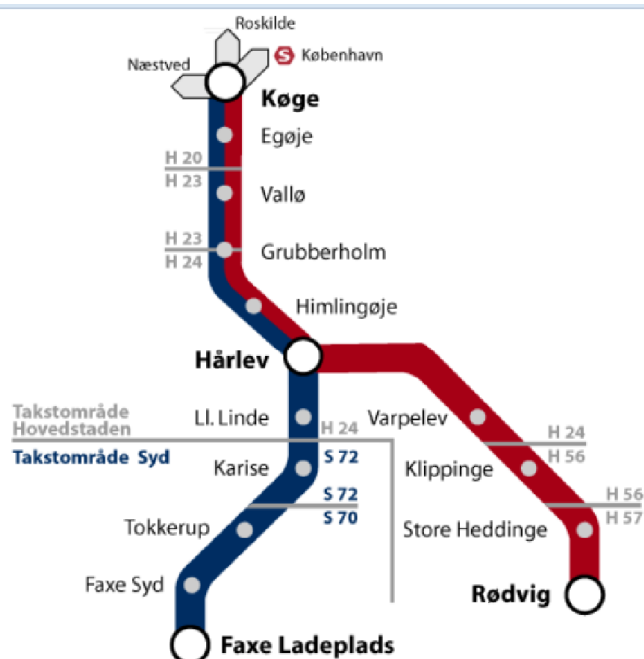 Roskilde
S København
Næstved
Køge
Egøje
H 20
H 23
Vallø
H 23
H 24
Grubberholm
Himlingøje
Hårlev
Takstområde
Hovedstaden
Ll. Linde
H 24
Varpelev
H 24
H 56
Takstområde Syd
Karise
S 72
Klippinge
S 72
S 70
H 56
H 57
Tokkerup
Store Heddinge
Faxe Syd
Rødvig
Faxe Ladeplads